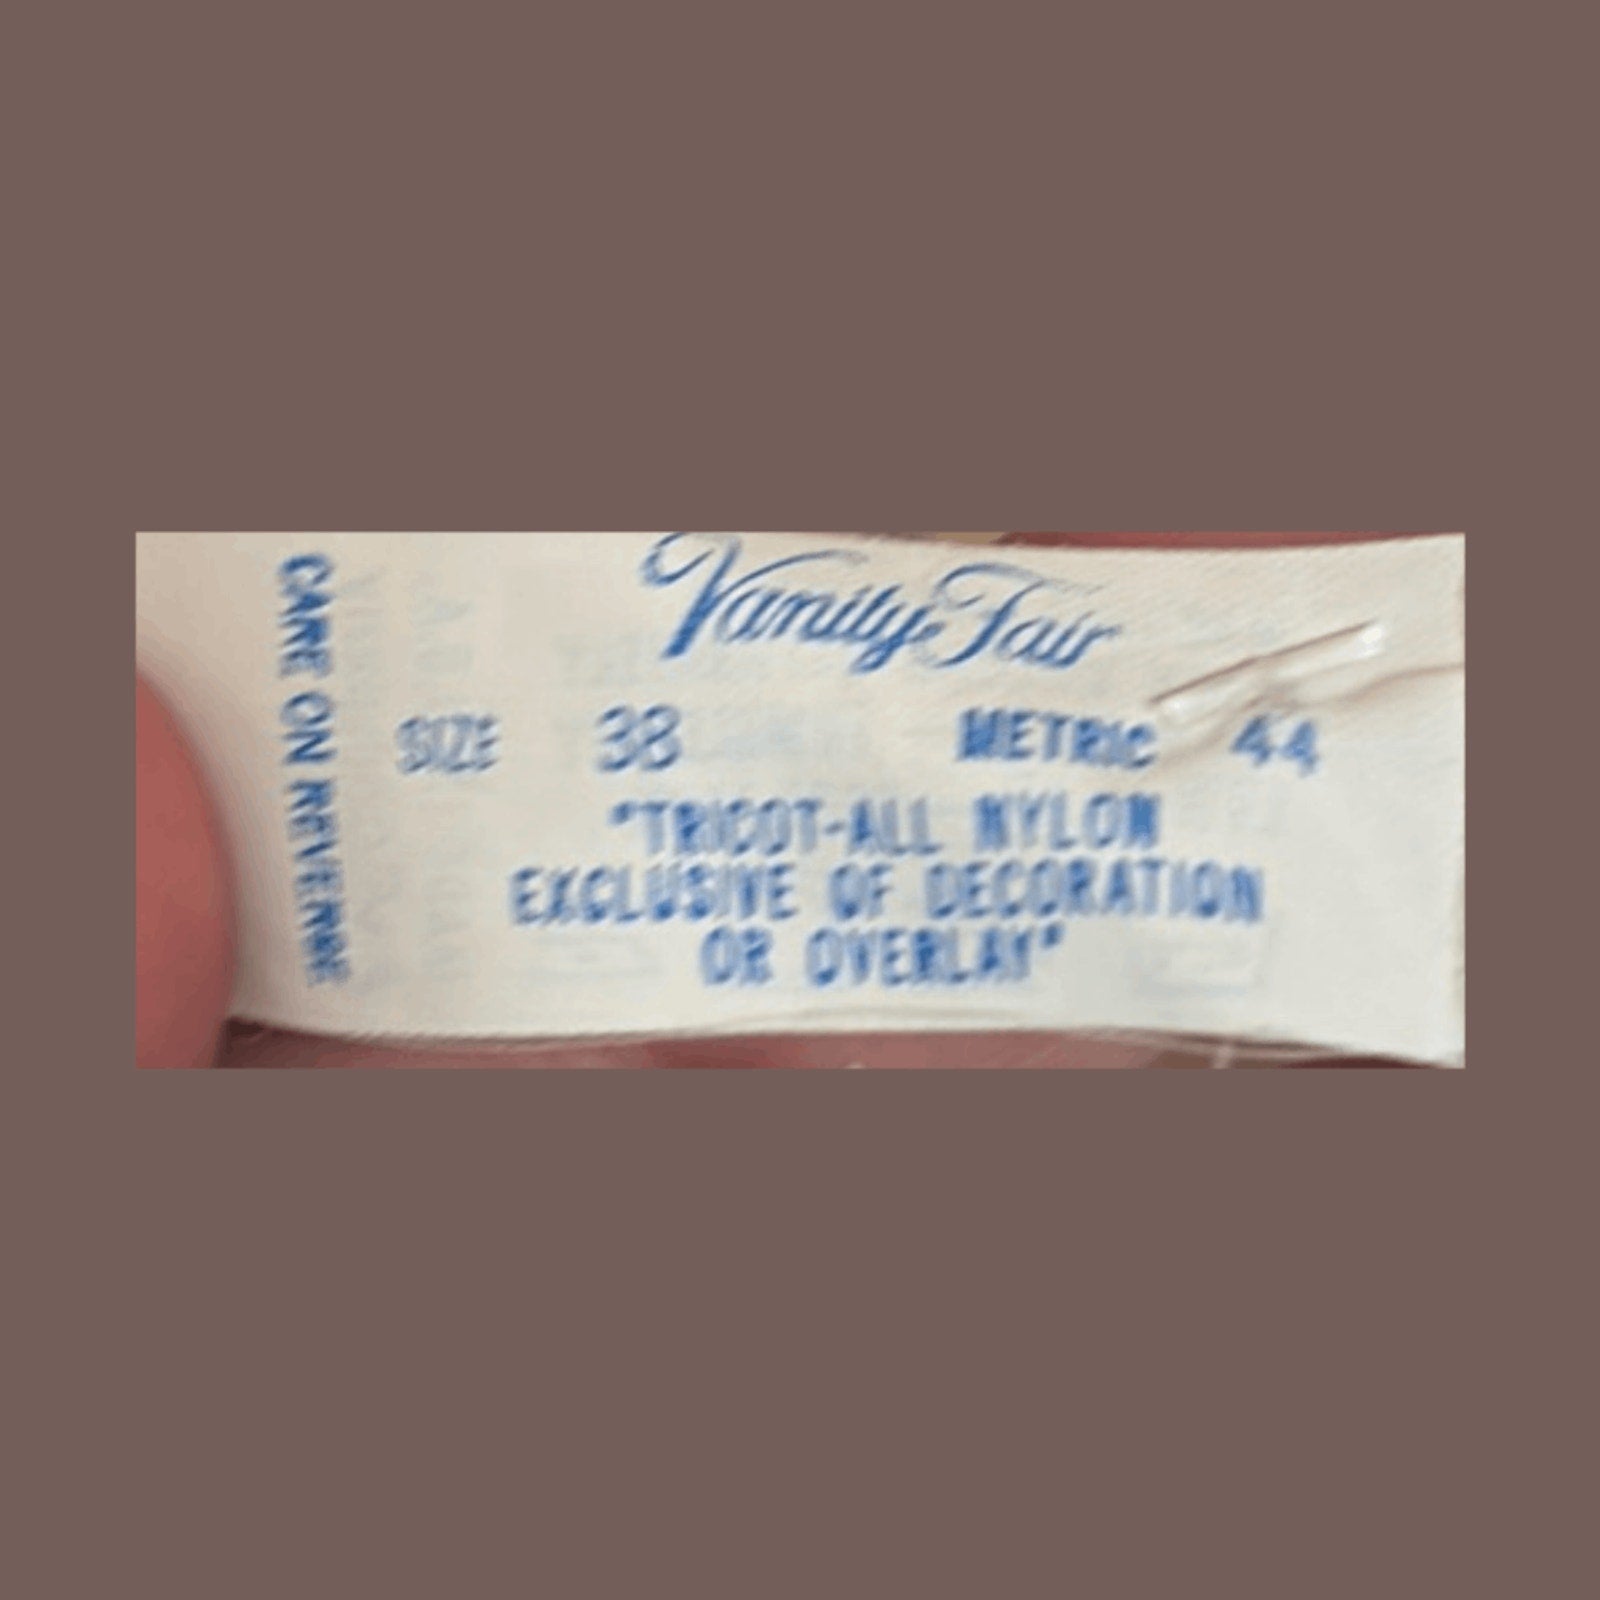 Vanity Fair
SIZE 38 METRIC 44
"TRICOT-ALL NYLON
EXCLUSIVE OF DECORATION
OR OVERLAY"
CARE ON REVERSE